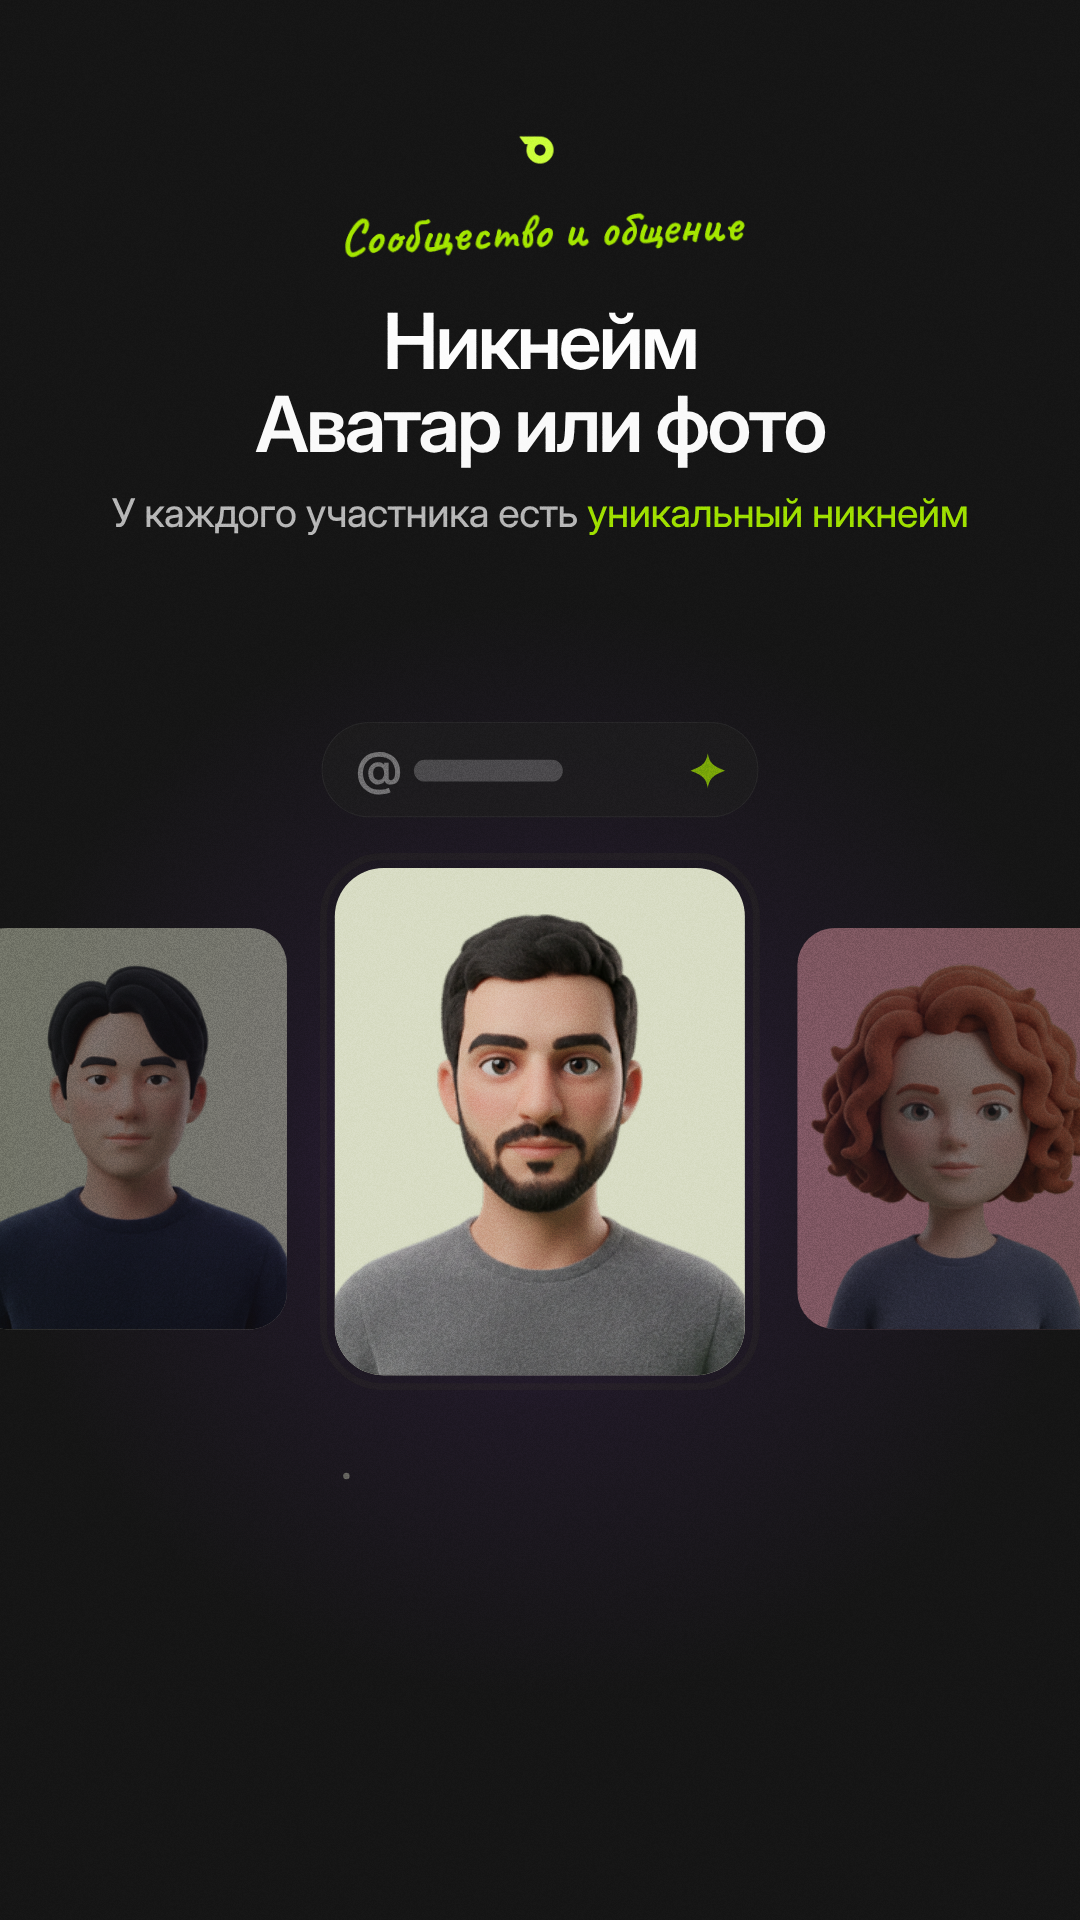 Сообщество и общение
Никнейм
Аватар или фото
У каждого участника есть уникальный никнейм
@